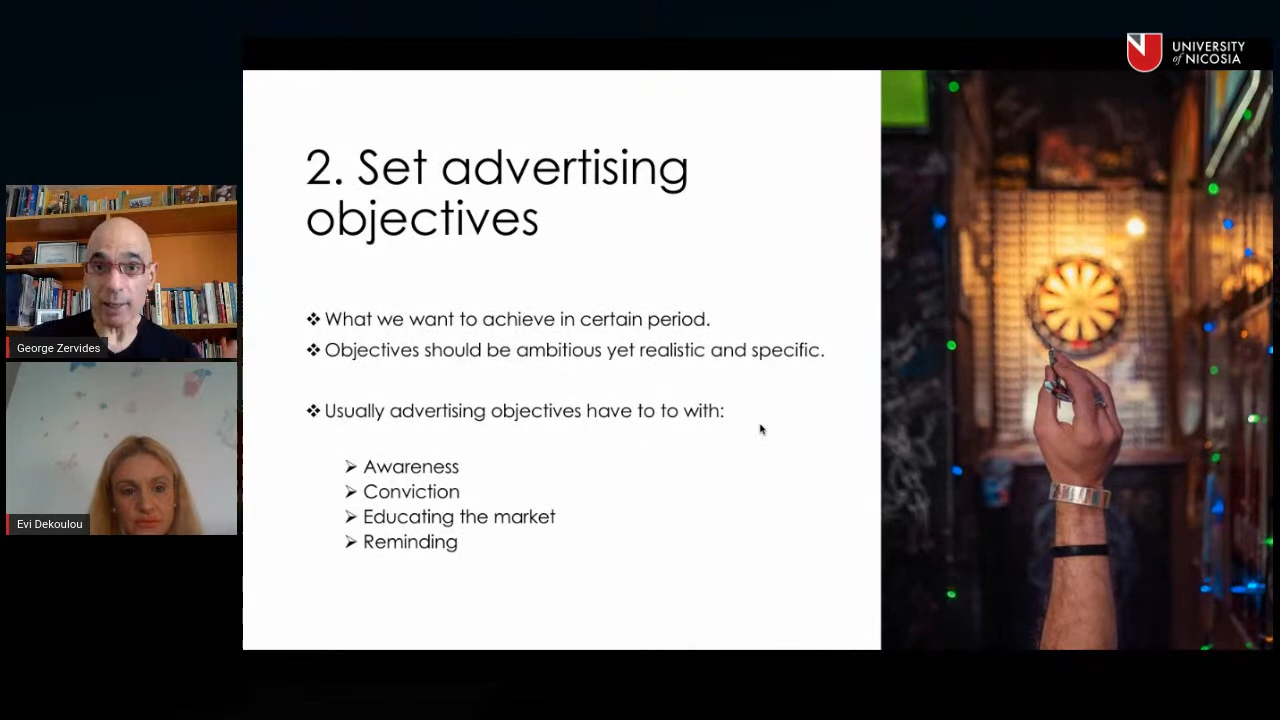 UNIVERSITY
of NICOSIA
2. Set advertising
objectives
❖ What we want to achieve in certain period.
❖ Objectives should be ambitious yet realistic and specific.
❖ Usually advertising objectives have to to with:
➢ Awareness
➢ Conviction
➢ Educating the market
➢ Reminding
George Zervides
Evi Dekoulou